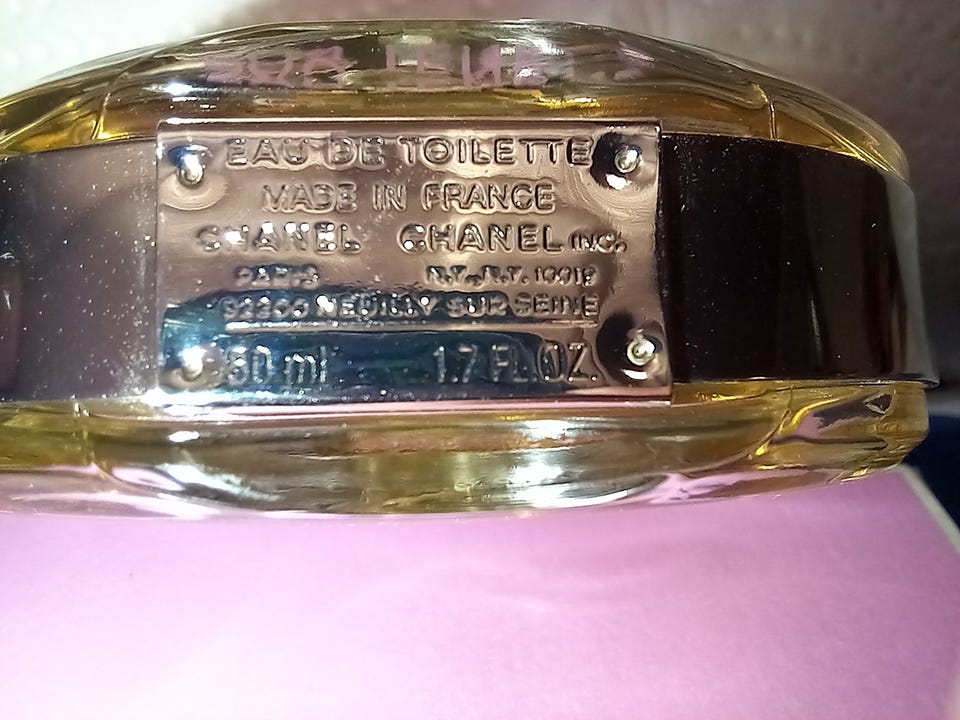 EAU DE TOILETTE
MADE IN FRANCE
CHANEL CHANEL INC.
PARIS N.Y., N.Y. 10019
92200 NEUILLY SUR SEINE
50 ml 1.7 FL. OZ.